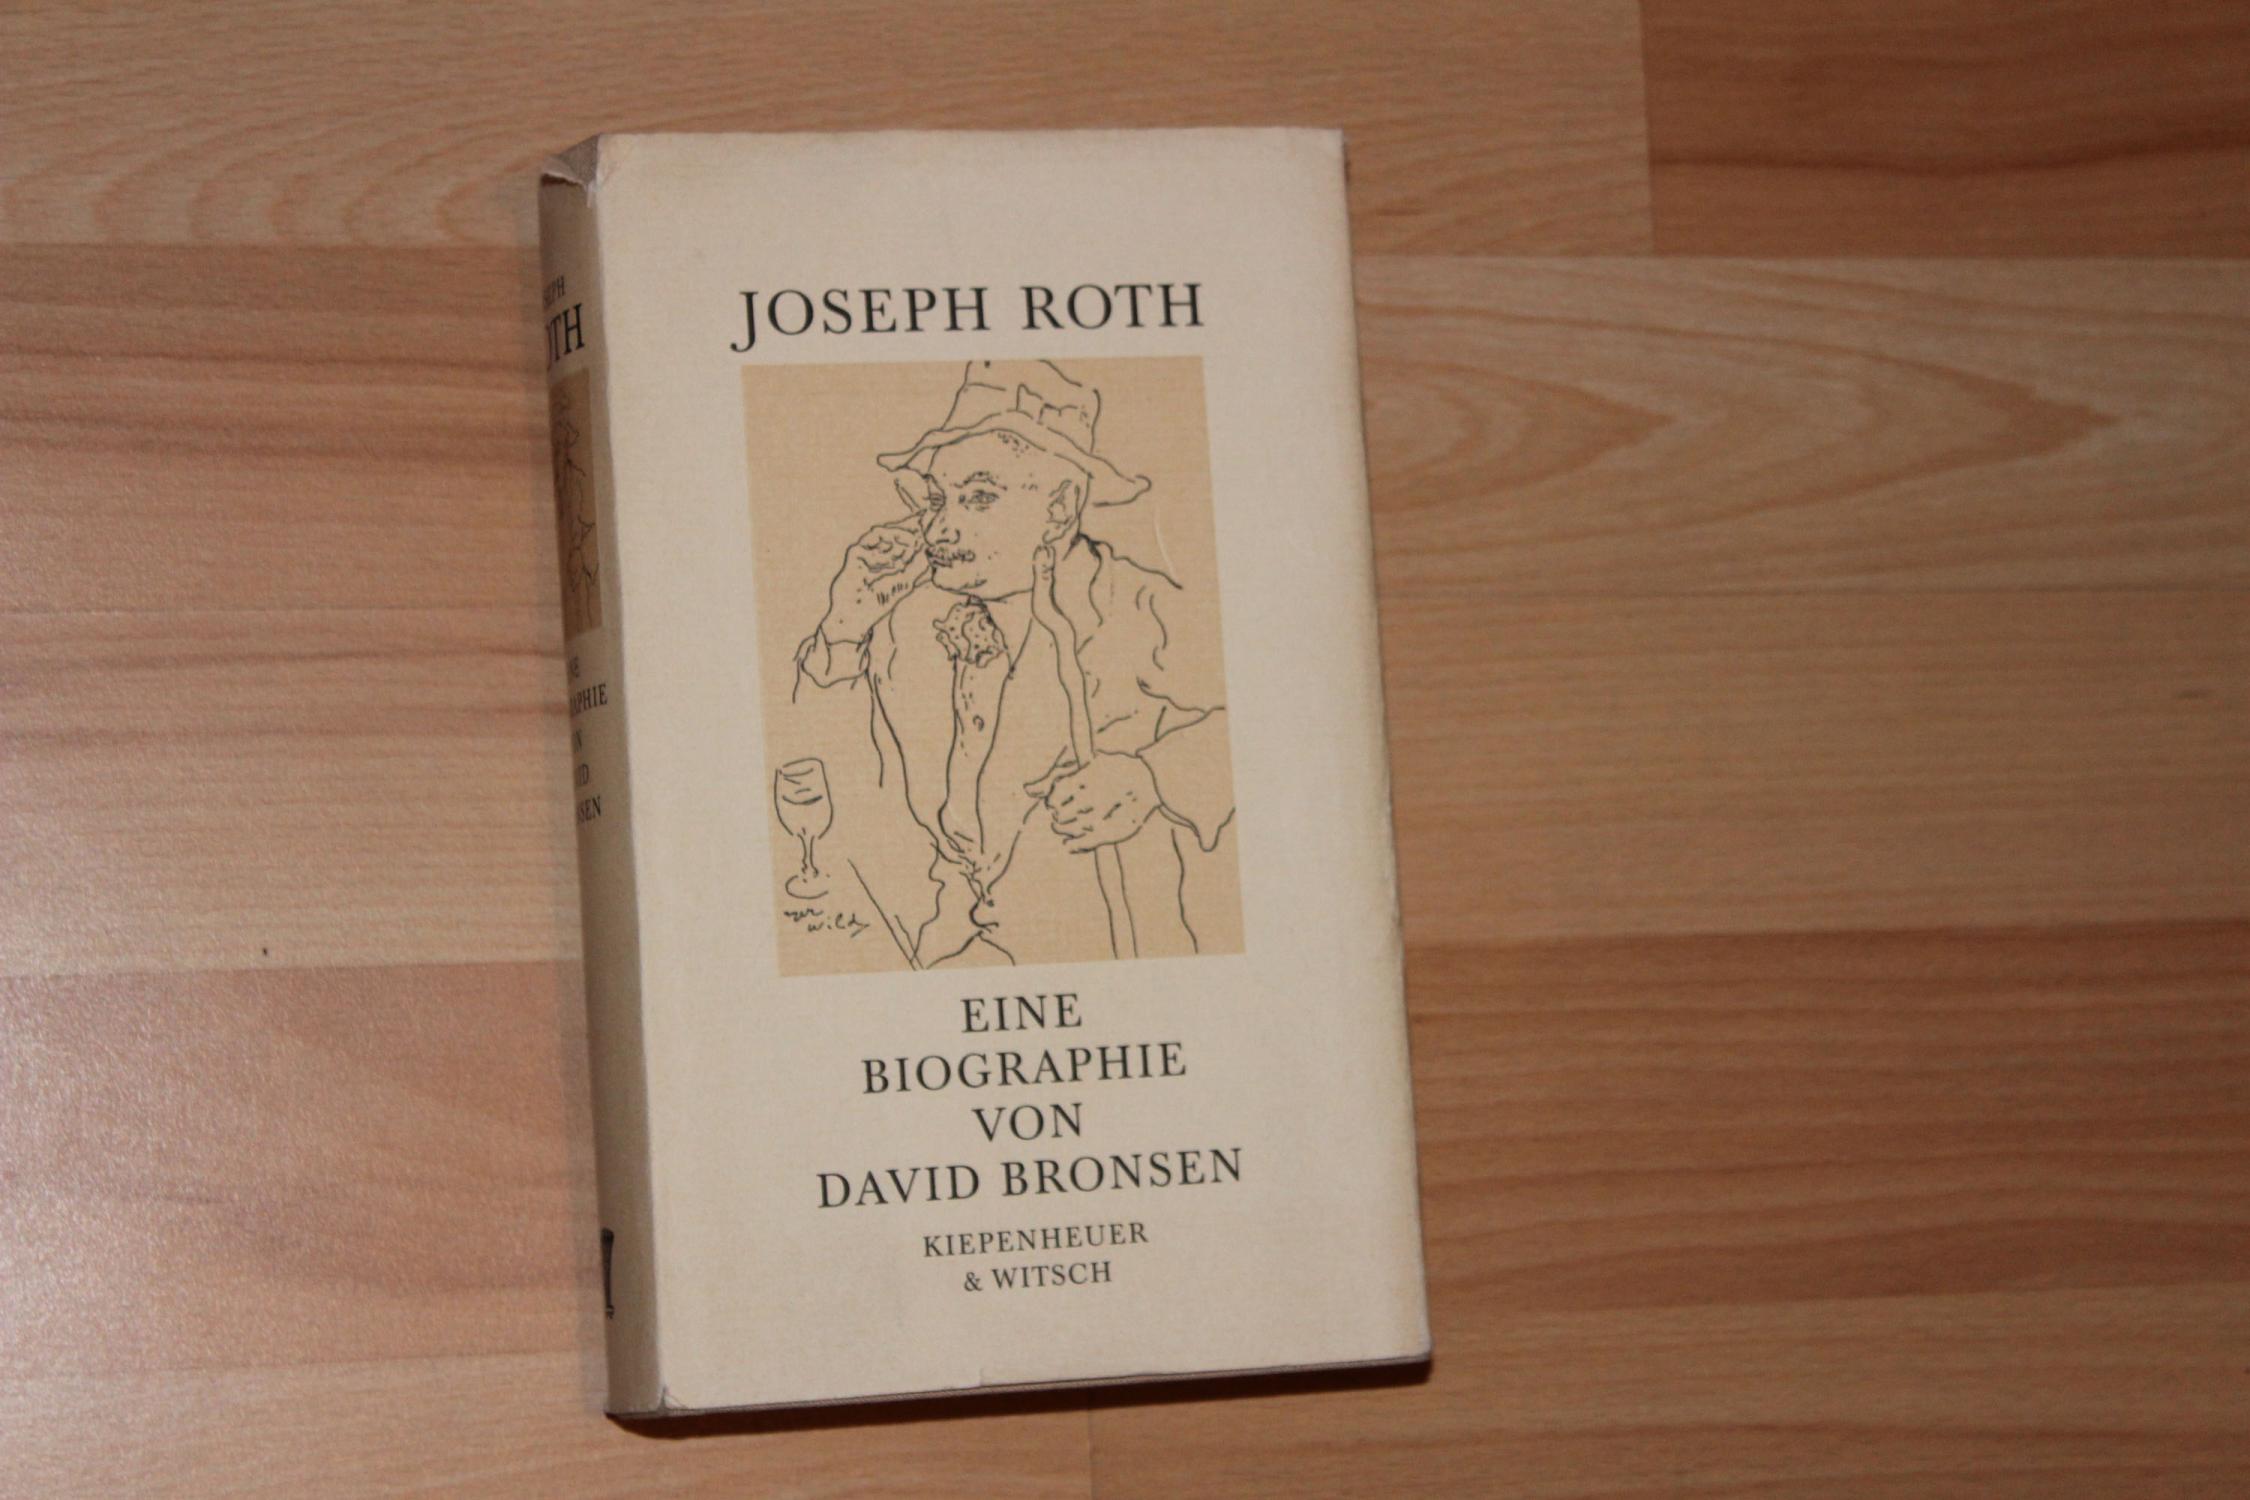 JOSEPH ROTH
EINE
BIOGRAPHIE
VON
DAVID BRONSEN
KIEPENHEUER
& WITSCH